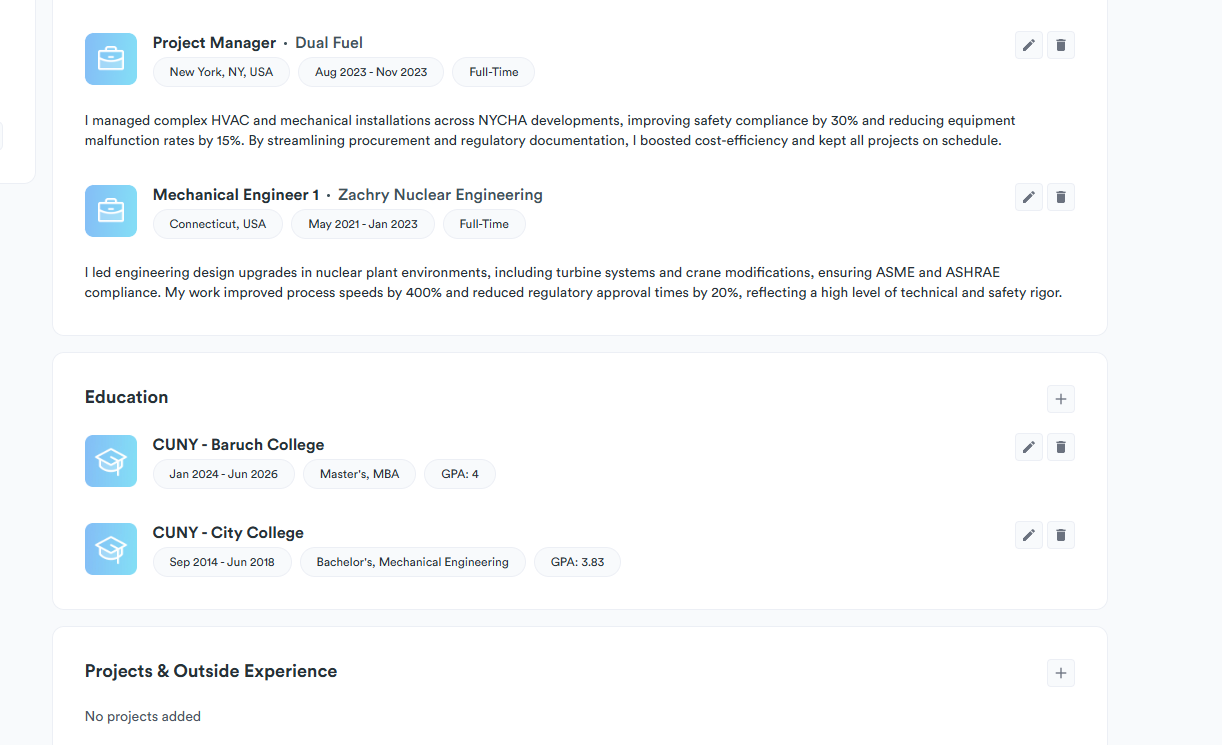 Project Manager · Dual Fuel
New York, NY, USA Aug 2023 - Nov 2023 Full-Time
I managed complex HVAC and mechanical installations across NYCHA developments, improving safety compliance by 30% and reducing equipment
malfunction rates by 15%. By streamlining procurement and regulatory documentation, I boosted cost-efficiency and kept all projects on schedule.
Mechanical Engineer 1 · Zachry Nuclear Engineering
Connecticut, USA May 2021 - Jan 2023 Full-Time
I led engineering design upgrades in nuclear plant environments, including turbine systems and crane modifications, ensuring ASME and ASHRAE
compliance. My work improved process speeds by 400% and reduced regulatory approval times by 20%, reflecting a high level of technical and safety rigor.
Education
CUNY - Baruch College
Jan 2024 - Jun 2026 Master's, MBA GPA: 4
CUNY - City College
Sep 2014 - Jun 2018 Bachelor's, Mechanical Engineering GPA: 3.83
Projects & Outside Experience
No projects added